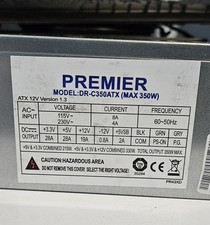 PREMIER
MODEL:DR-C350ATX (MAX 350W)
ATX 12V Version 1.3
AC~ INPUT
VOLTAGE CURRENT FREQUENCY
115V~ 8A 60~50Hz
230V~ 4A
DC OUTPUT
+3.3V +5V +12V -12V +5VSB BLK GRN GRY
28A 28A 19A 0.8A 2A COM PS-ON P.G.
CAUTION:HAZARDOUS AREA
DO NOT REMOVE THIS COVER